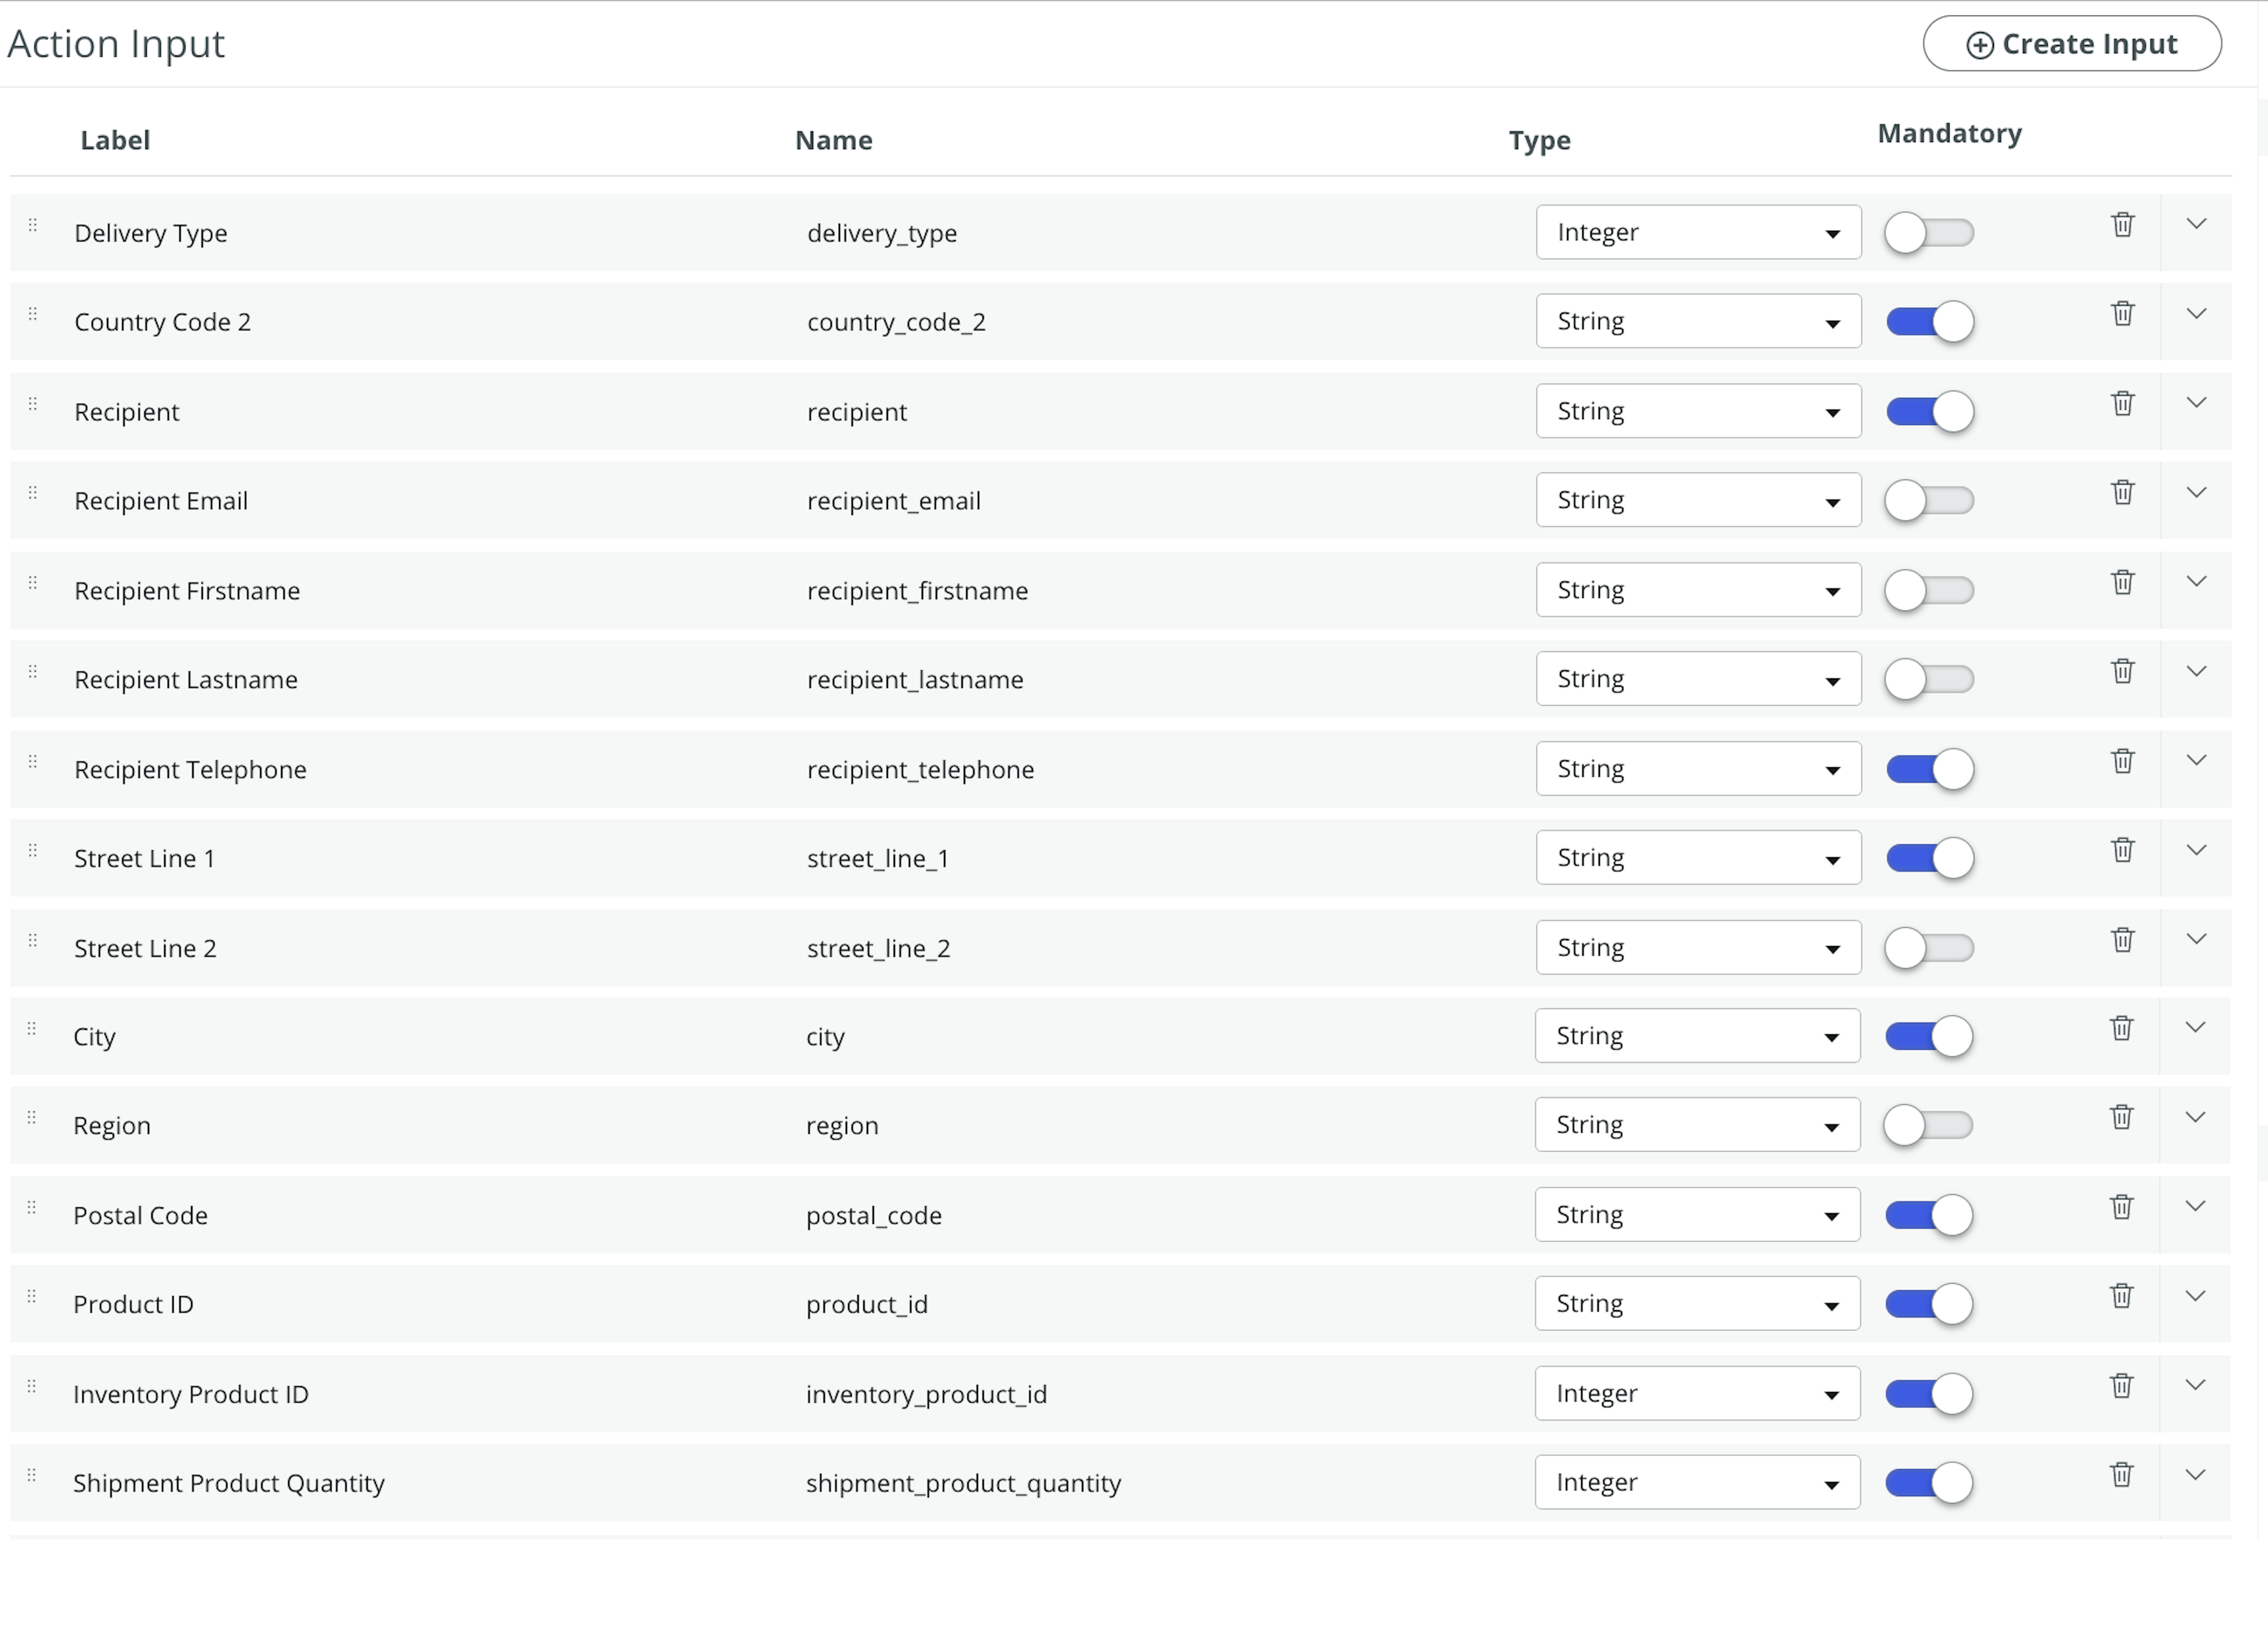 Action Input
Create Input
Label Name Type Mandatory
Delivery Type delivery_type Integer
Country Code 2 country_code_2 String
Recipient recipient String
Recipient Email recipient_email String
Recipient Firstname recipient_firstname String
Recipient Lastname recipient_lastname String
Recipient Telephone recipient_telephone String
Street Line 1 street_line_1 String
Street Line 2 street_line_2 String
City city String
Region region String
Postal Code postal_code String
Product ID product_id String
Inventory Product ID inventory_product_id Integer
Shipment Product Quantity shipment_product_quantity Integer